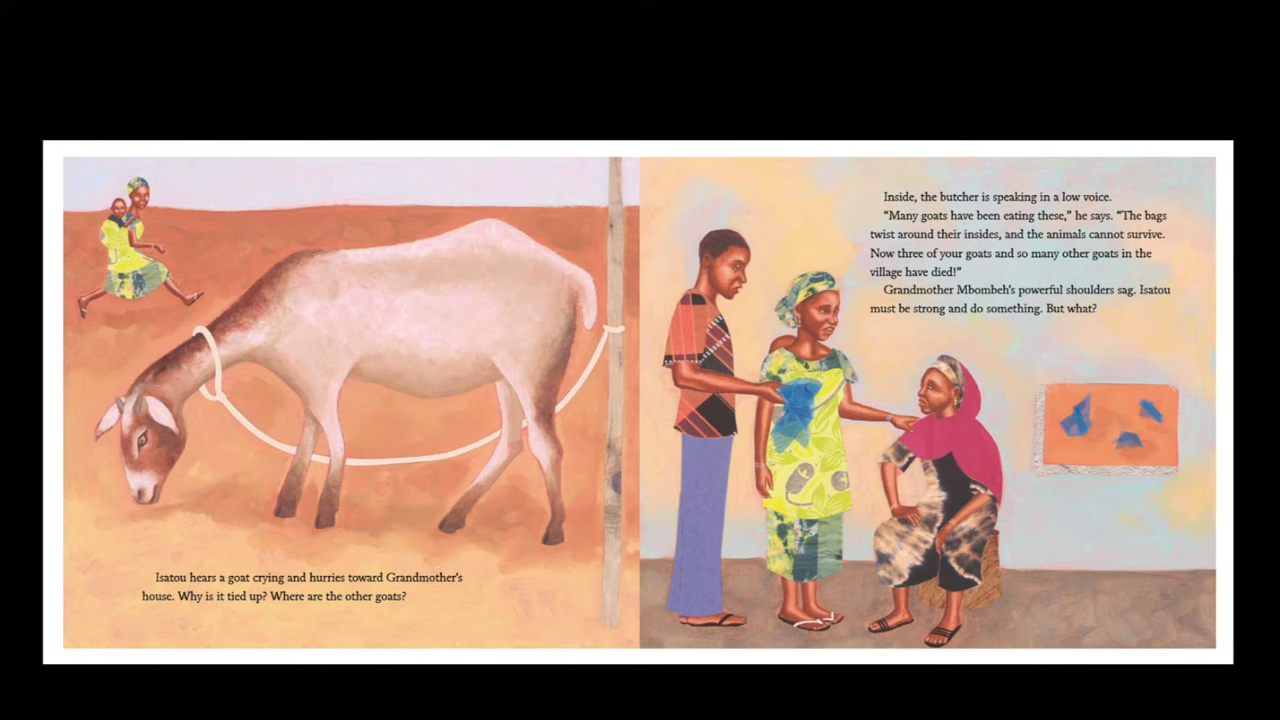 Isatou hears a goat crying and hurries toward Grandmother's
house. Why is it tied up? Where are the other goats?
Inside, the butcher is speaking in a low voice.
"Many goats have been eating these," he says. "The bags
twist around their insides, and the animals cannot survive.
Now three of your goats and so many other goats in the
village have died!"
Grandmother Mbombeh's powerful shoulders sag. Isatou
must be strong and do something. But what?